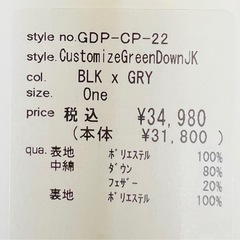 style no.GDP-CP-22
style.CustomizeGreenDownJK
col. BLK x GRY
size. One
price 税込 ¥34,980
(本体 ¥31,800)
qua. 表地 ポリエステル 100%
中綿 ダウン 80%
フェザー 20%
裏地 ポリエステル 100%